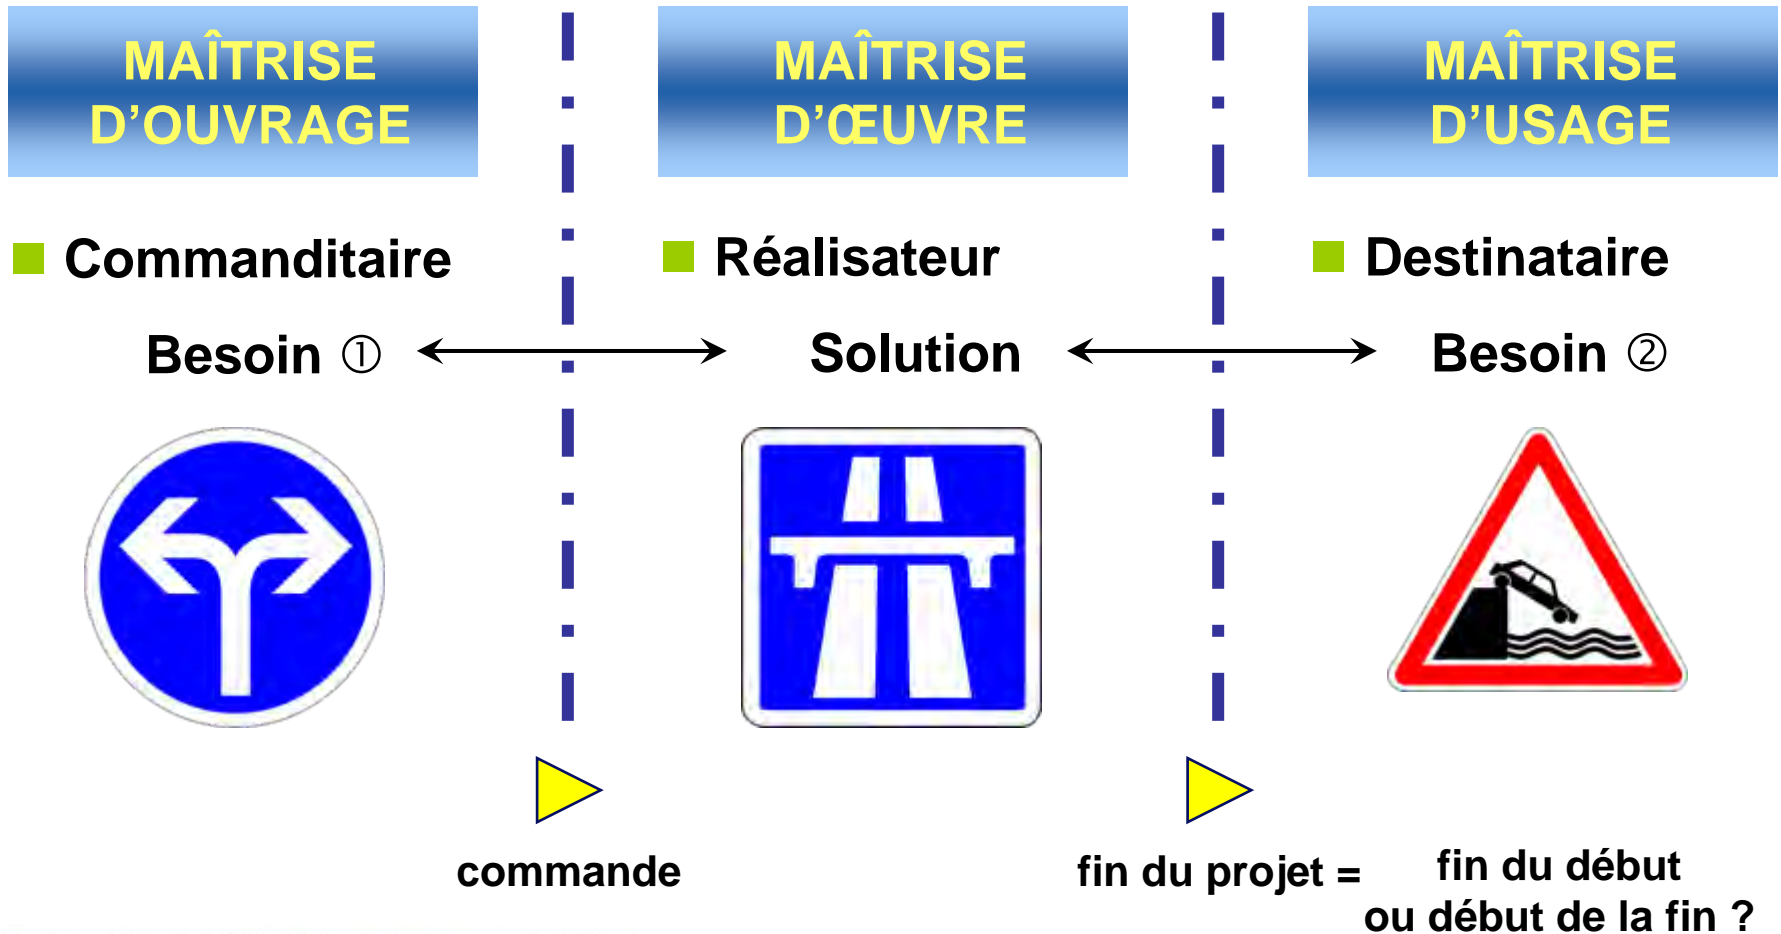 MAÎTRISE
D’OUVRAGE
MAÎTRISE
D’ŒUVRE
MAÎTRISE
D’USAGE
Commanditaire
Réalisateur
Destinataire
Besoin ①
Solution
Besoin ②
commande
fin du projet =
fin du début
ou début de la fin ?